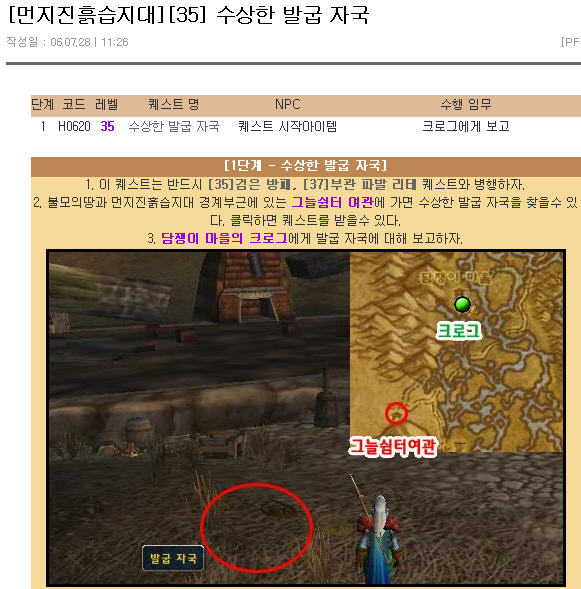 [먼지진흙습지대][35] 수상한 발굽 자국
작성일 : 06,07,28 | 11:26
[PF
단계 코드 레벨 퀘스트 명 NPC 수행 임무
1 H0620 35 수상한 발굽 자국 퀘스트 시작아이템 크로그에게 보고
[1단계 - 수상한 발굽 자국]
1. 이 퀘스트는 반드시 [35]검은 방패, [37]부관 파발 리테 퀘스트와 병행하자.
2. 불모의땅과 먼지진흙습지대 경계부근에 있는 그늘쉼터 여관에 가면 수상한 발굽 자국을 찾을수 있
다. 클릭하면 퀘스트를 받을수 있다.
3. 담쟁이 마을의 크로그에게 발굽 자국에 대해 보고하자.
담쟁이 마을
크로그
그늘쉼터여관
발굽 자국